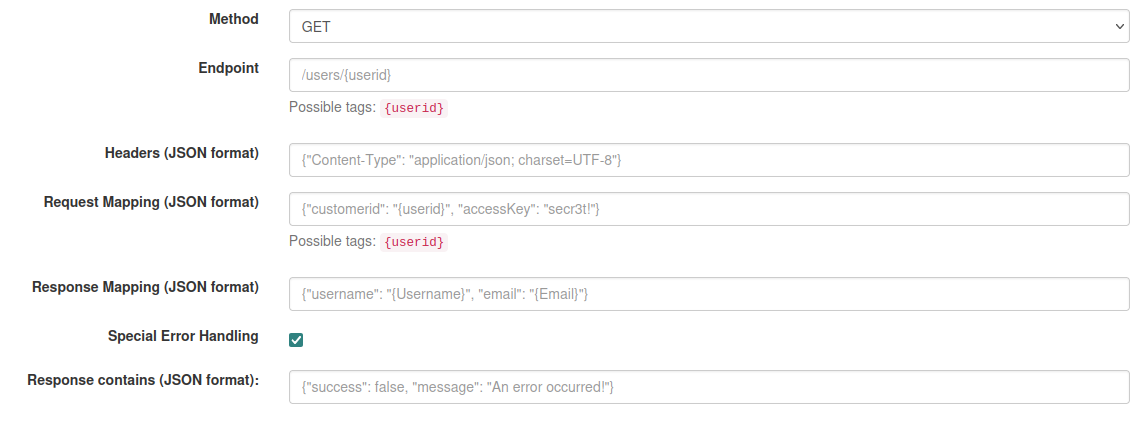 Method
GET
Endpoint
/users/{userid}
Possible tags: {userid}
Headers (JSON format)
{"Content-Type": "application/json; charset=UTF-8"}
Request Mapping (JSON format)
{"customerid": "{userid}", "accessKey": "secr3t!"}
Possible tags: {userid}
Response Mapping (JSON format)
{"username": "{Username}", "email": "{Email}"}
Special Error Handling
Response contains (JSON format):
{"success": false, "message": "An error occurred!"}